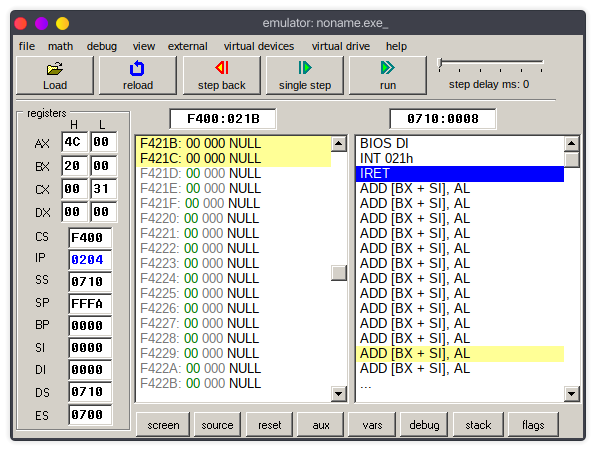 emulator: noname.exe_
file math debug view external virtual devices virtual drive help
Load reload step back single step run step delay ms: 0
registers
F400:021B 0710:0008
H L
AX 4C 00
BX 20 00
CX 00 31
DX 00 00
CS F400
IP 0204
SS 0710
SP FFFA
BP 0000
SI 0000
DI 0000
DS 0710
ES 0700
F421B: 00 000 NULL
F421C: 00 000 NULL
F421D: 00 000 NULL
F421E: 00 000 NULL
F421F: 00 000 NULL
F4220: 00 000 NULL
F4221: 00 000 NULL
F4222: 00 000 NULL
F4223: 00 000 NULL
F4224: 00 000 NULL
F4225: 00 000 NULL
F4226: 00 000 NULL
F4227: 00 000 NULL
F4228: 00 000 NULL
F4229: 00 000 NULL
F422A: 00 000 NULL
F422B: 00 000 NULL
BIOS DI
INT 021h
IRET
ADD [BX + SI], AL
ADD [BX + SI], AL
ADD [BX + SI], AL
ADD [BX + SI], AL
ADD [BX + SI], AL
ADD [BX + SI], AL
ADD [BX + SI], AL
ADD [BX + SI], AL
ADD [BX + SI], AL
ADD [BX + SI], AL
ADD [BX + SI], AL
ADD [BX + SI], AL
ADD [BX + SI], AL
...
screen source reset aux vars debug stack flags